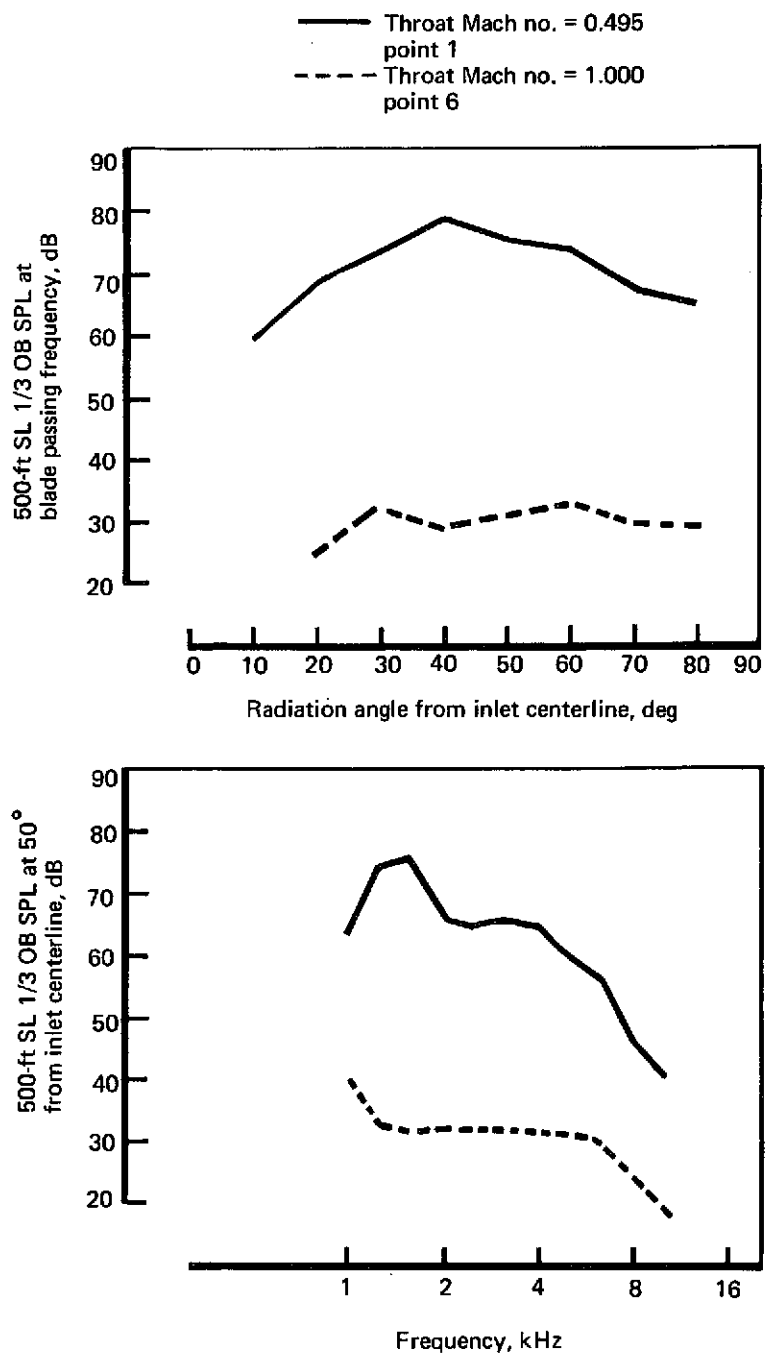 Throat Mach no. = 0.495
point 1
Throat Mach no. = 1.000
point 6
500-ft SL 1/3 OB SPL at
blade passing frequency, dB
90
80
70
60
50
40
30
20
0 10 20 30 40 50 60 70 80 90
Radiation angle from inlet centerline, deg
500-ft SL 1/3 OB SPL at 50°
from inlet centerline, dB
90
80
70
60
50
40
30
20
1 2 4 8 16
Frequency, kHz